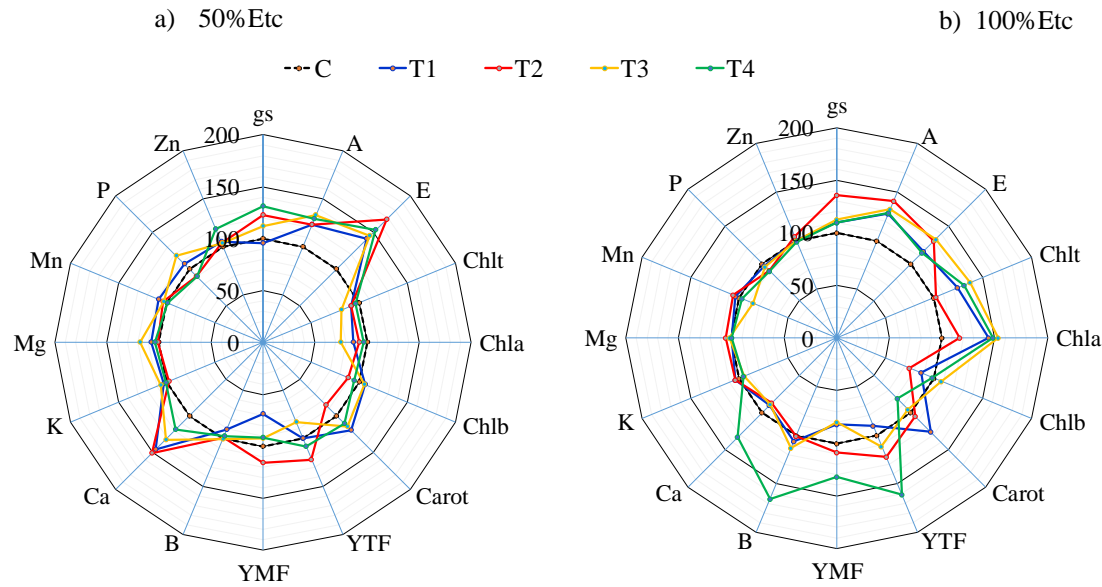 a) 50%Etc
b) 100%Etc
C T1 T2 T3 T4
gs
A
E
Chlt
Chla
Chlb
Carot
YTF
YMF
B
Ca
K
Mg
Mn
P
Zn
200
150
100
50
0
gs
A
E
Chlt
Chla
Chlb
Carot
YTF
YMF
B
Ca
K
Mg
Mn
P
Zn
200
150
100
50
0